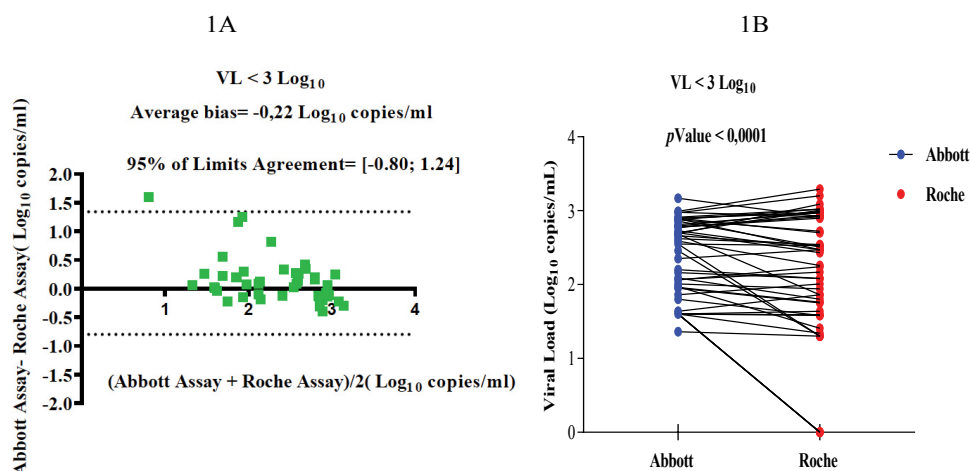 1A
VL < 3 Log10
Average bias= -0,22 Log10 copies/ml)
95% of Limits Agreement= [-0.80; 1.24]
Abbott Assay- Roche Assay( Log10 copies/ml)
2.0
1.5
1.0
0.5
0.0
-0.5
-1.0
-1.5
-2.0
1
2
3
4
(Abbott Assay + Roche Assay)/2( Log10 copies/ml)
1B
VL < 3 Log10
pValue < 0,0001
Viral Load (Log10 copies/mL)
4
3
2
1
0
Abbott
Roche
Abbott
Roche